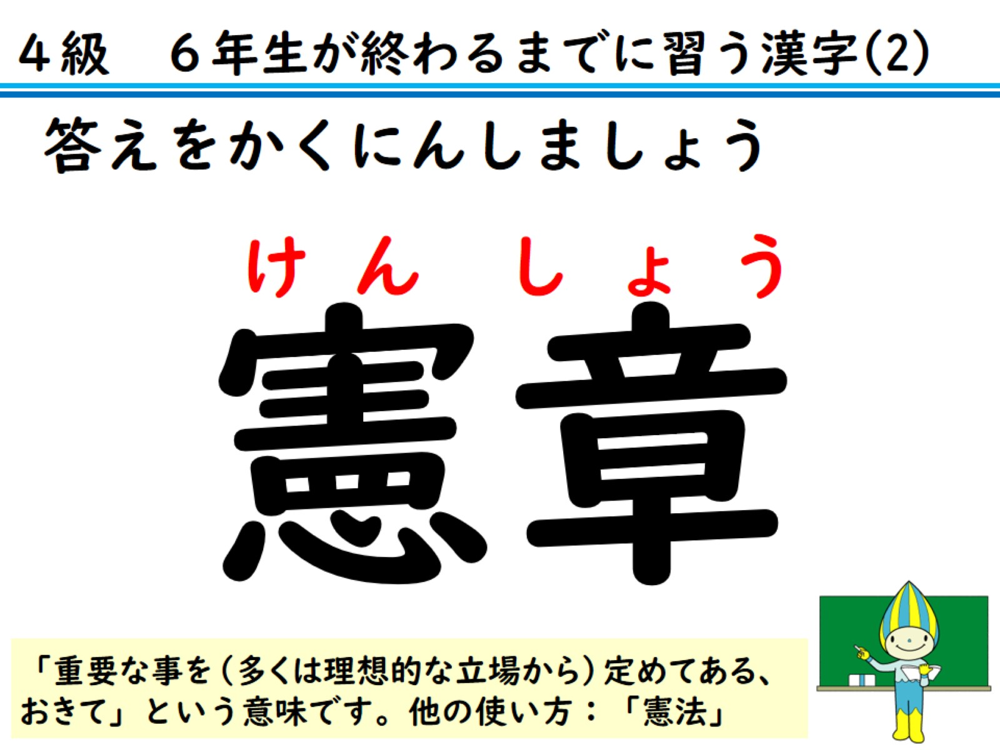 ４級　６年生が終わるまでに習う漢字(2)
答えをかくにんしましょう
けんしょう
憲章
「重要な事を（多くは理想的な立場から）定めてある、
おきて」という意味です。他の使い方：「憲法」